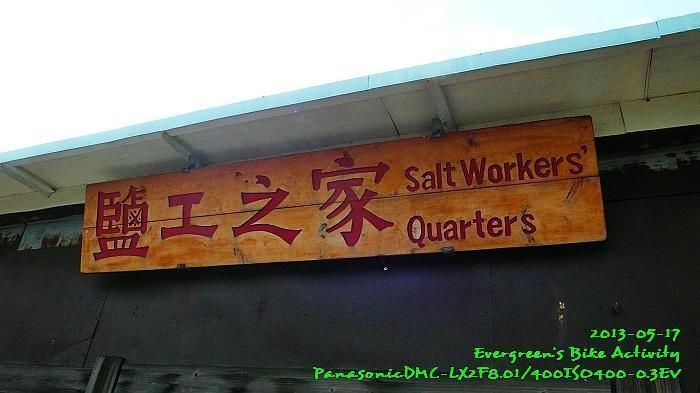 鹽工之家 Salt Workers'
Quarters
2013-05-17
Evergreen's Bike Activity
PanasonicDMC-LX2F8.01/400ISO400-0.3EV